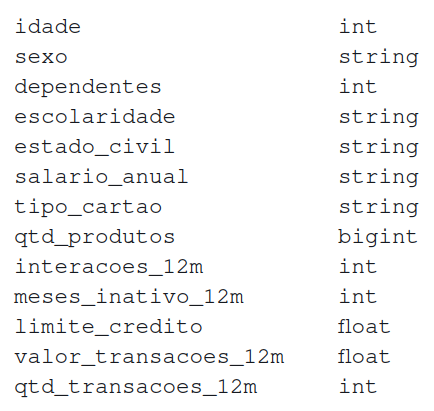 idade int
sexo string
dependentes int
escolaridade string
estado_civil string
salario_anual string
tipo_cartao string
qtd_produtos bigint
interacoes_12m int
meses_inativo_12m int
limite_credito float
valor_transacoes_12m float
qtd_transacoes_12m int